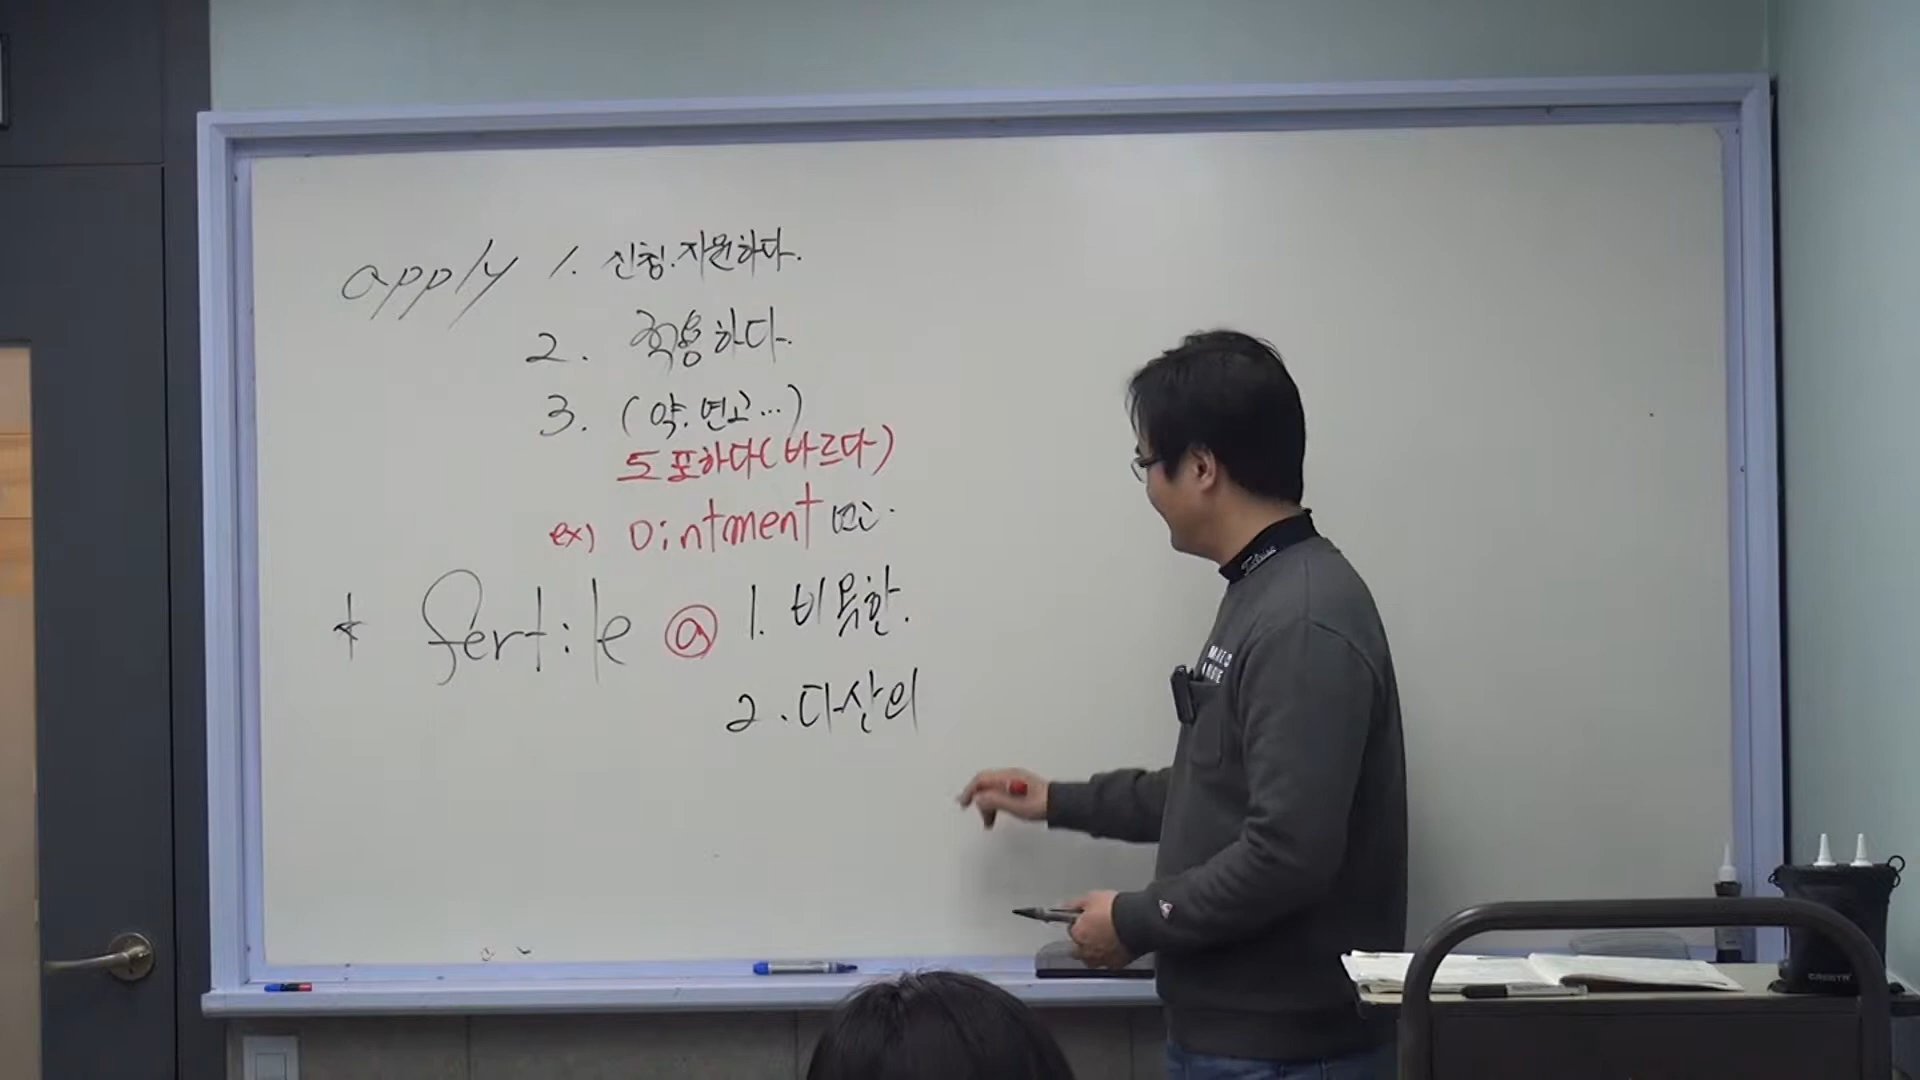 apply 1. 신청.지원하다.
2. 적용하다.
3. (약.연고...)
도포하다(바르다)
ex) Ointment 연고.
* fertile ⓐ 1. 비옥한.
2. 다산의